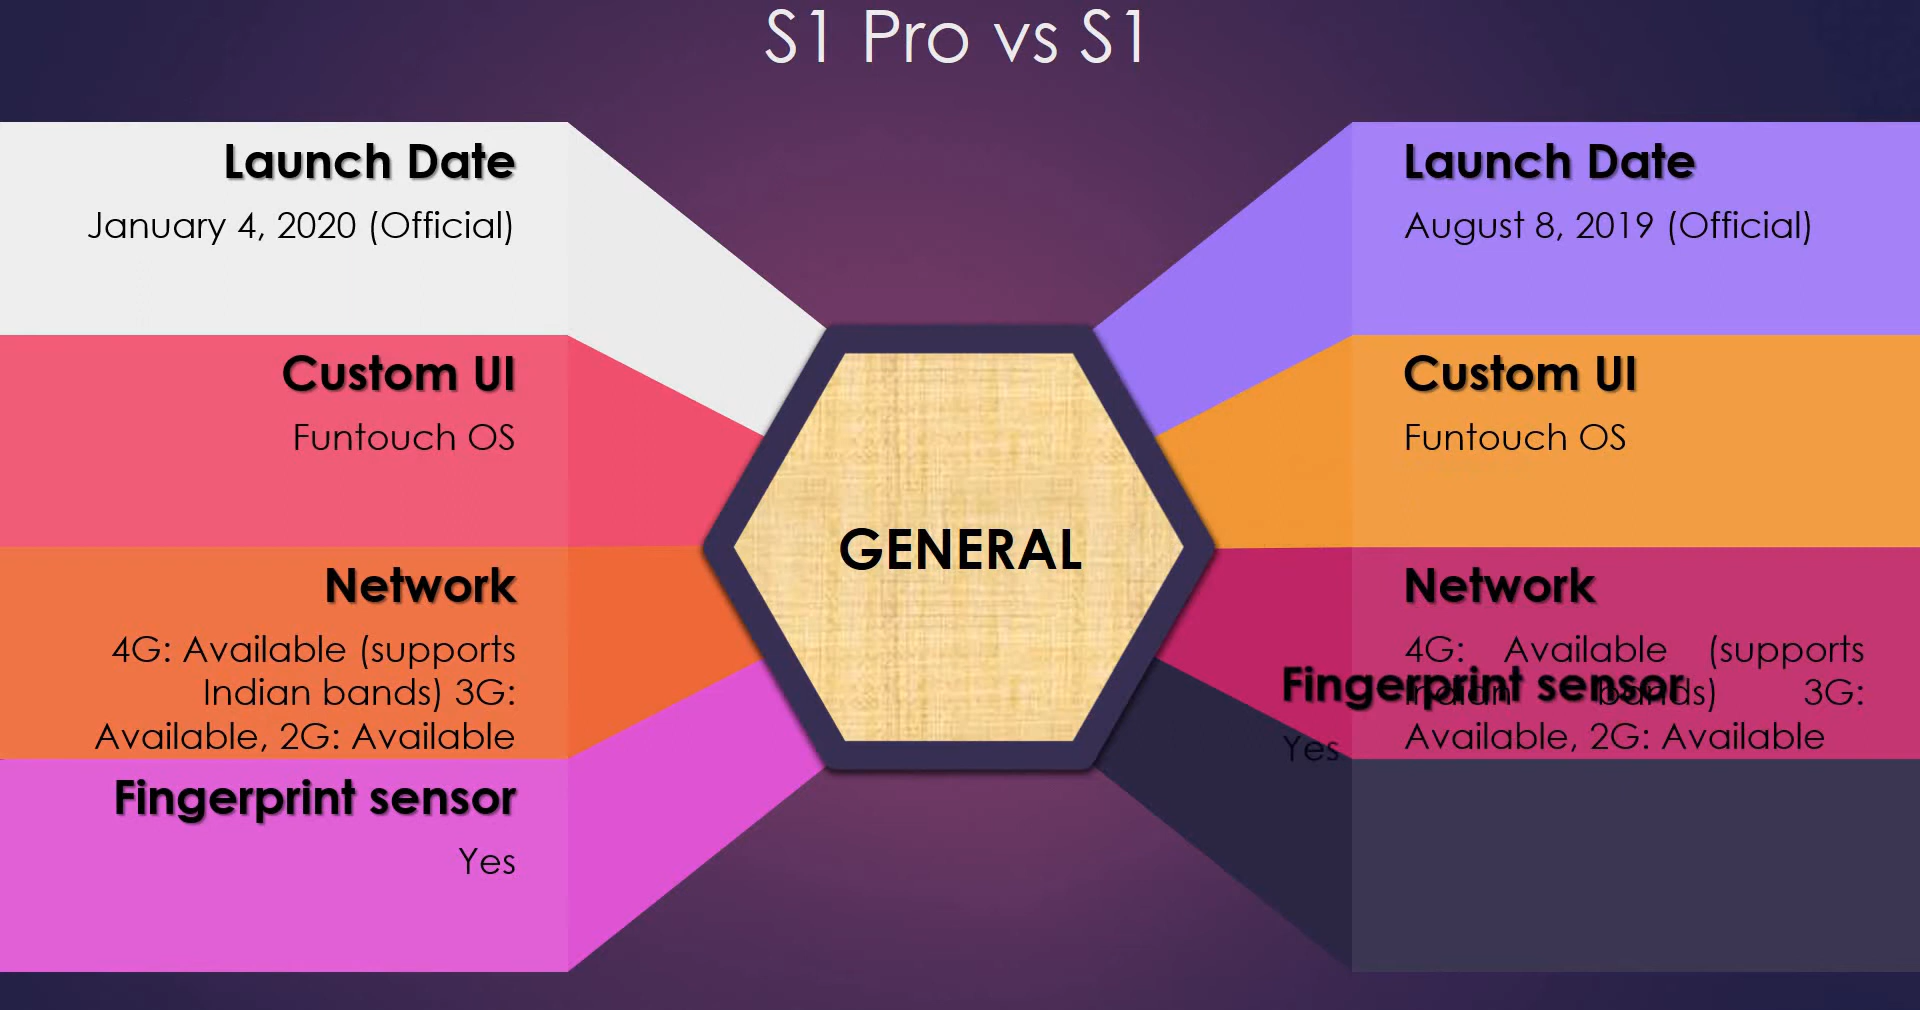 S1 Pro vs S1
Launch Date
January 4, 2020 (Official)
Custom UI
Funtouch OS
Network
4G: Available (supports
Indian bands) 3G:
Available, 2G: Available
Fingerprint sensor
Yes
GENERAL
Launch Date
August 8, 2019 (Official)
Custom UI
Funtouch OS
Network
4G: Available (supports
Indian bands) 3G:
Available, 2G: Available
Fingerprint sensor
Yes